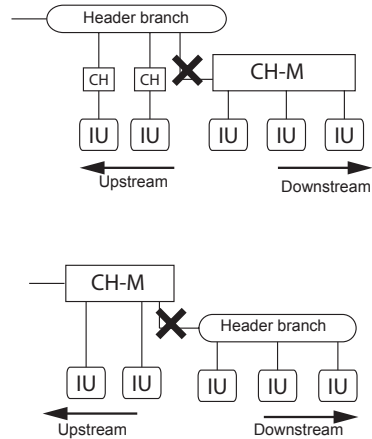 Header branch
CH CH CH-M
IU IU IU IU IU
Upstream Downstream
CH-M
Header branch
IU IU IU IU IU
Upstream Downstream